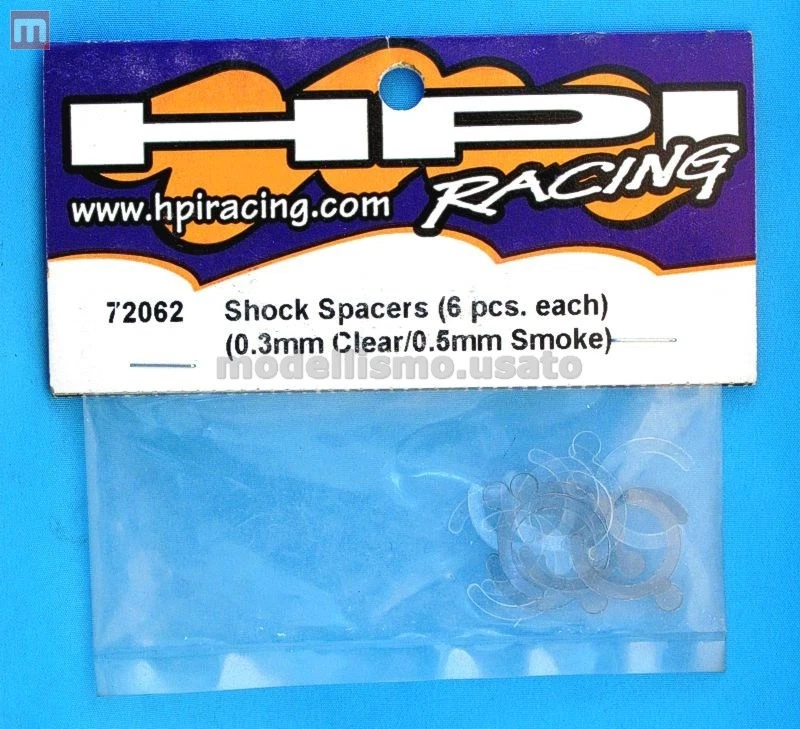 m
HPI
RACING
www.hpiracing.com
72062 Shock Spacers (6 pcs. each)
(0.3mm Clear/0.5mm Smoke)
modellismo.usato